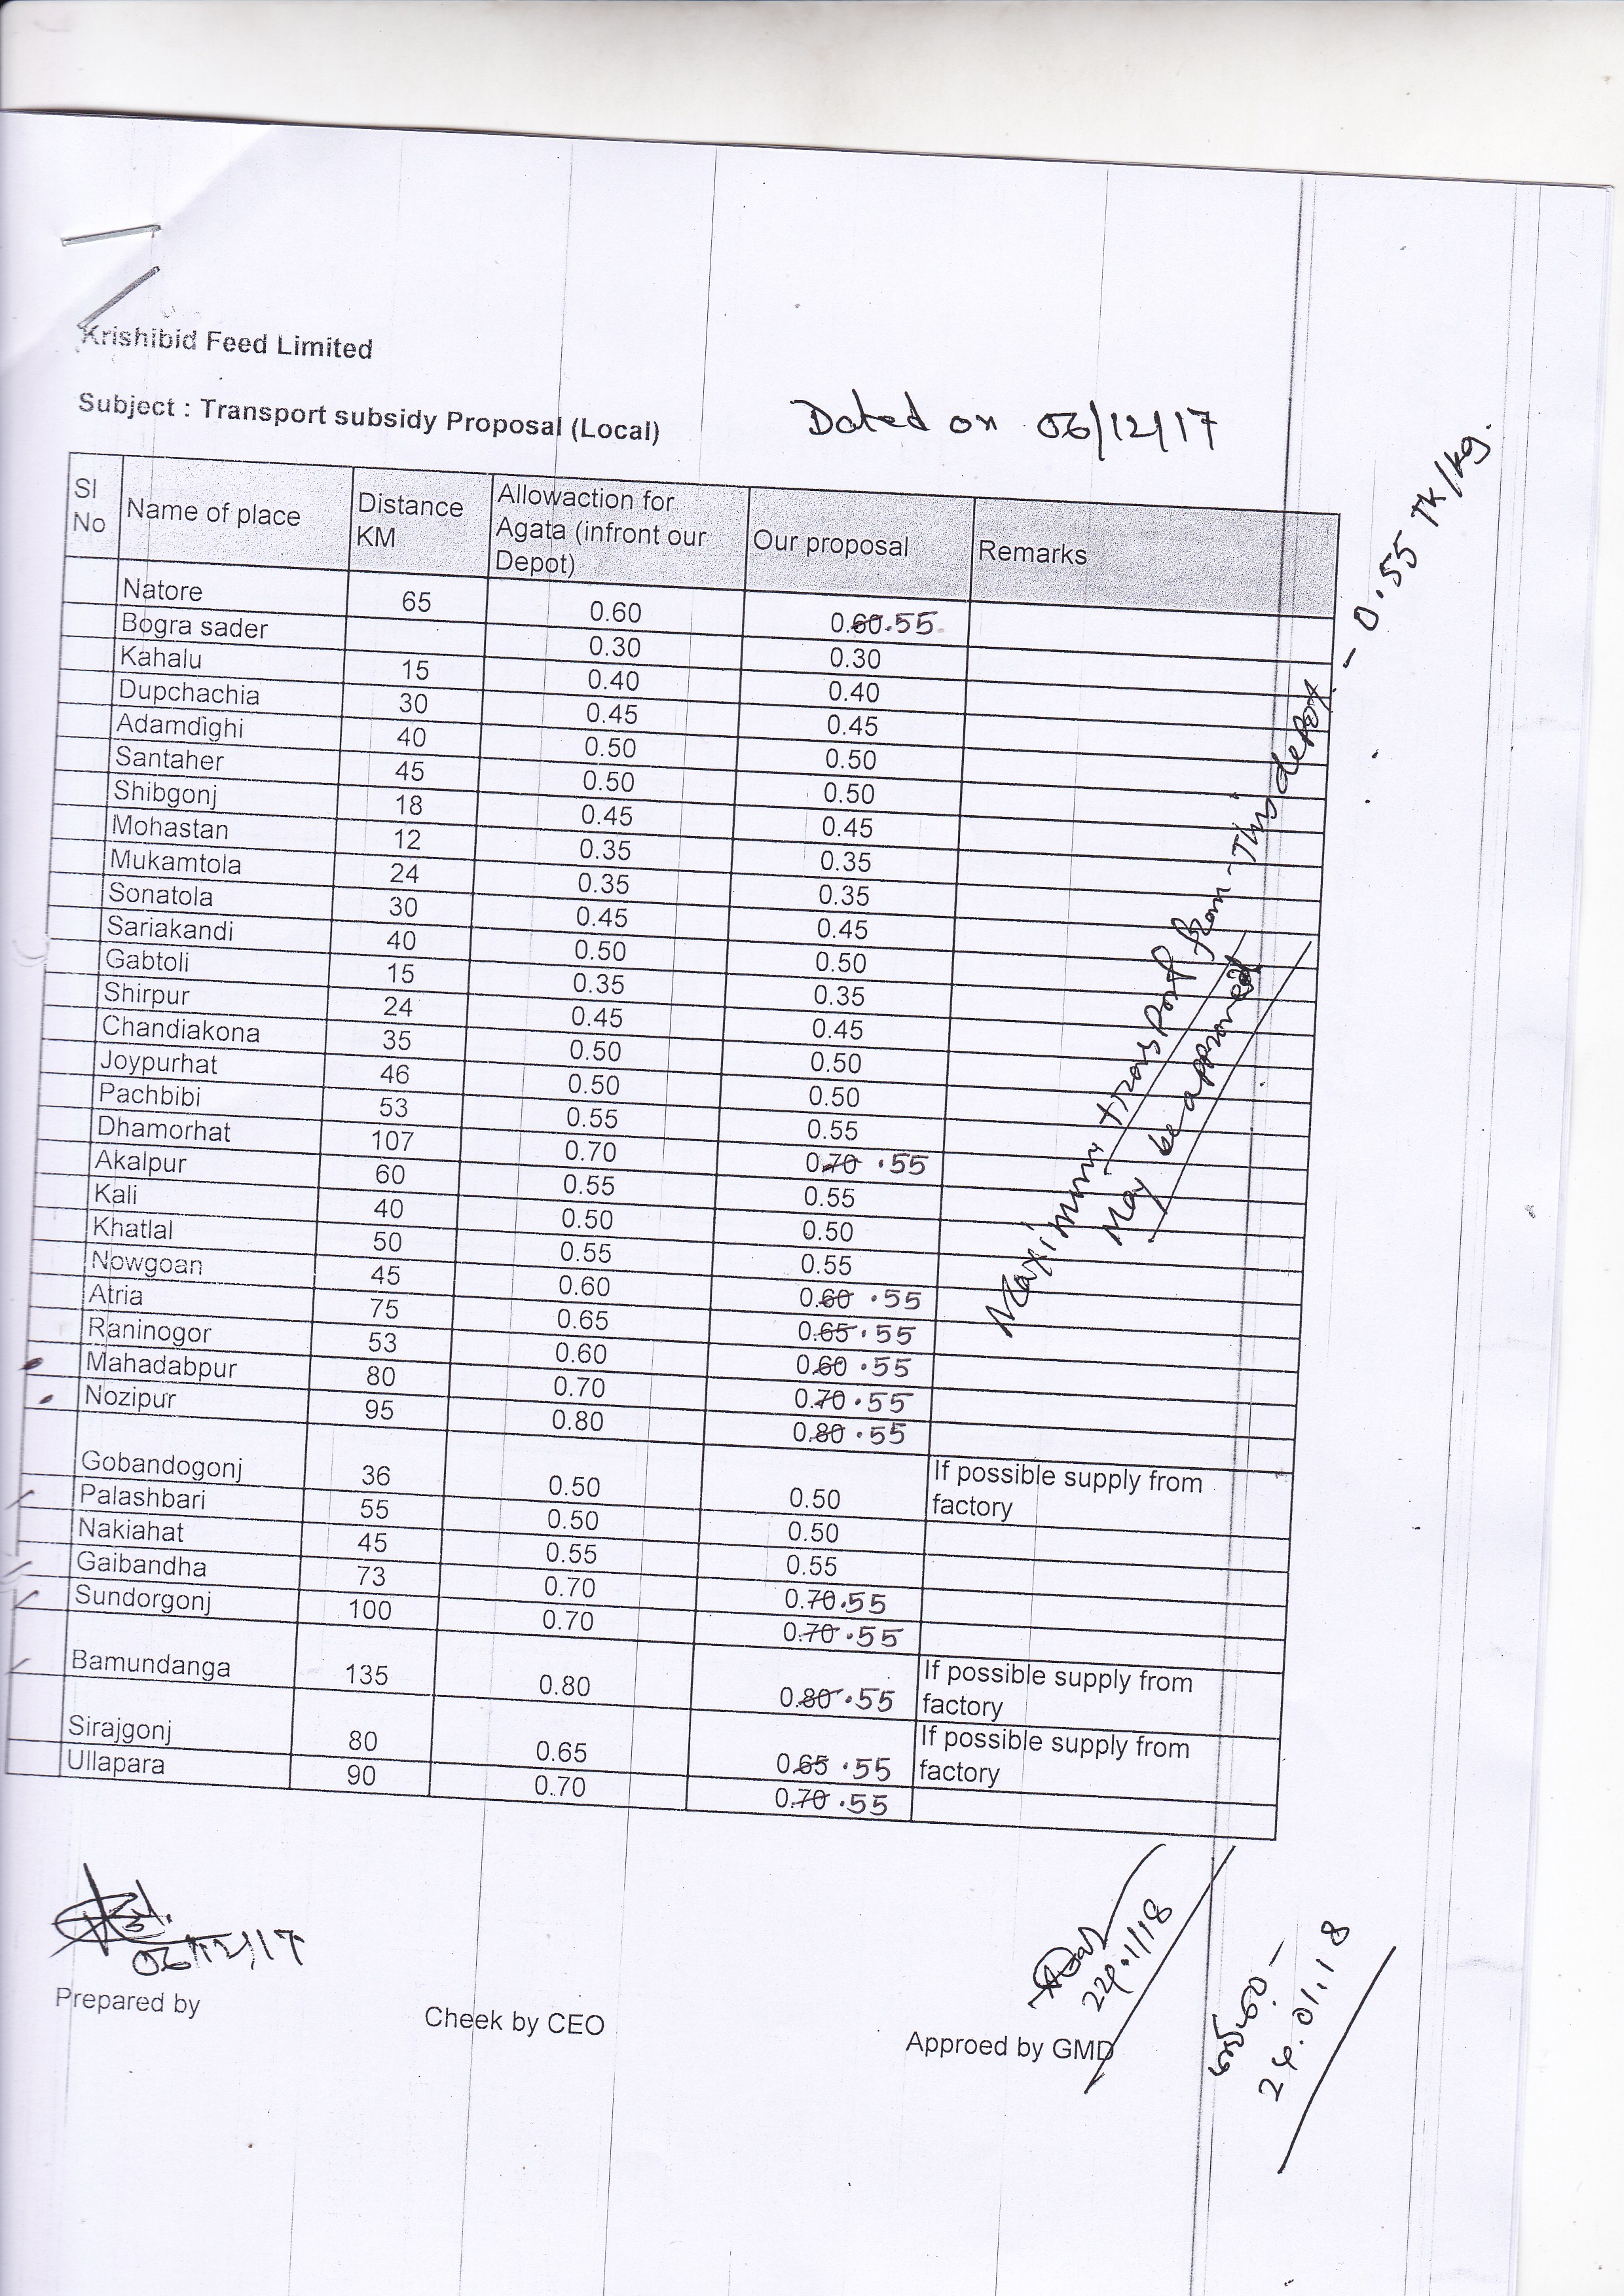 Krishibid Feed Limited
Subject : Transport subsidy Proposal (Local) Dated on 06/12/17
Sl No | Name of place | Distance KM | Allowaction for Agata (infront our Depot) | Our proposal | Remarks
Natore | 65 | 0.60 | 0.60 .55
Bogra sader | | 0.30 | 0.30
Kahalu | 15 | 0.40 | 0.40
Dupchachia | 30 | 0.45 | 0.45
Adamdighi | 40 | 0.50 | 0.50
Santaher | 45 | 0.50 | 0.50
Shibgonj | 18 | 0.45 | 0.45
Mohastan | 12 | 0.35 | 0.35
Mukamtola | 24 | 0.35 | 0.35
Sonatola | 30 | 0.45 | 0.45
Sariakandi | 40 | 0.50 | 0.50
Gabtoli | 15 | 0.35 | 0.35
Shirpur | 24 | 0.45 | 0.45
Chandiakona | 35 | 0.50 | 0.50
Joypurhat | 46 | 0.50 | 0.50
Pachbibi | 53 | 0.55 | 0.55
Dhamorhat | 107 | 0.70 | 0.70 .55
Akalpur | 60 | 0.55 | 0.55
Kali | 40 | 0.50 | 0.50
Khatlal | 50 | 0.55 | 0.55
Nowgoan | 45 | 0.60 | 0.60 .55
Atria | 75 | 0.65 | 0.65 .55
Raninogor | 53 | 0.60 | 0.60 .55
Mahadabpur | 80 | 0.70 | 0.70 .55
Nozipur | 95 | 0.80 | 0.80 .55
Gobandogonj | 36 | 0.50 | 0.50 | If possible supply from factory
Palashbari | 55 | 0.50 | 0.50
Nakiahat | 45 | 0.55 | 0.55
Gaibandha | 73 | 0.70 | 0.70 .55
Sundorgonj | 100 | 0.70 | 0.70 .55
Bamundanga | 135 | 0.80 | 0.80 .55 | If possible supply from factory
Sirajgonj | 80 | 0.65 | 0.65 .55 | If possible supply from factory
Ullapara | 90 | 0.70 | 0.70 .55
Maximum transport from This depot. - 0.55 TK/kg.
May be approved
06/12/17
24.1/18
24.01.18
Prepared by
Cheek by CEO
Approed by GMD